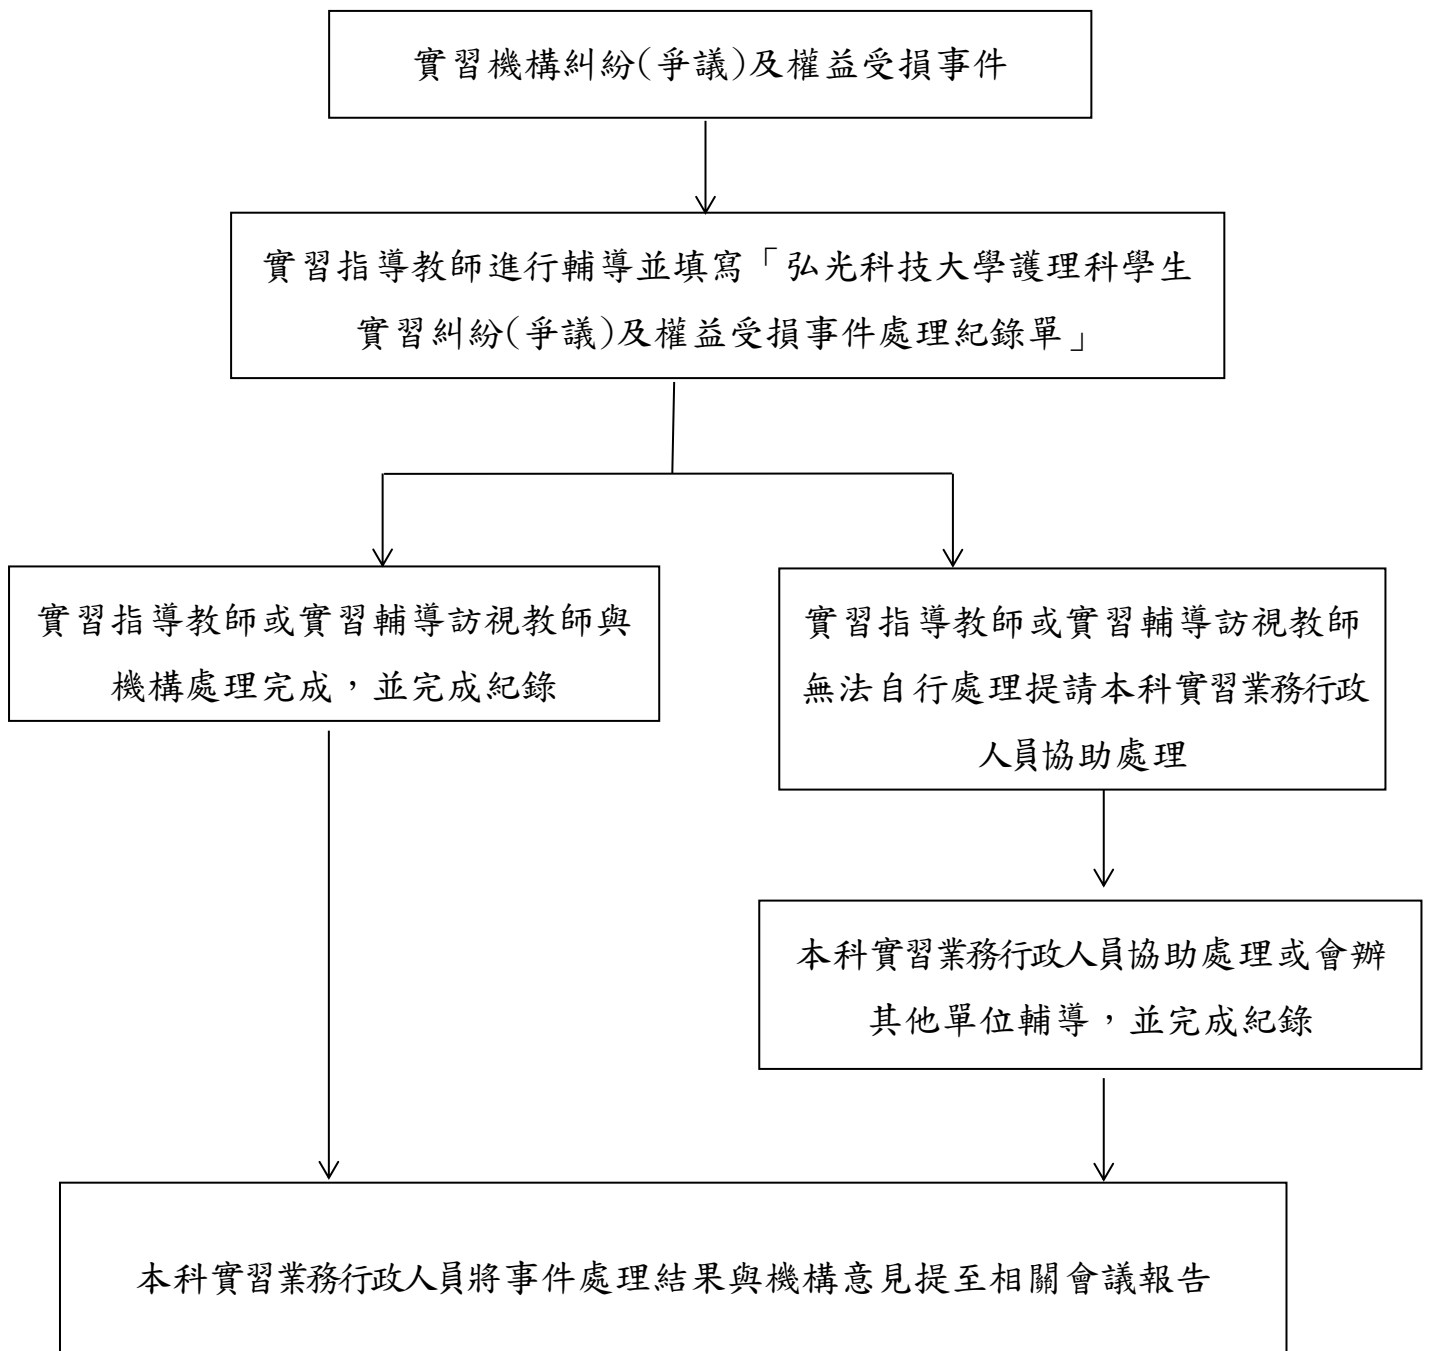 實習機構糾紛(爭議)及權益受損事件
實習指導教師進行輔導並填寫「弘光科技大學護理科學生
實習糾紛(爭議)及權益受損事件處理紀錄單」
實習指導教師或實習輔導訪視教師與
機構處理完成，並完成紀錄
實習指導教師或實習輔導訪視教師
無法自行處理提請本科實習業務行政
人員協助處理
本科實習業務行政人員協助處理或會辦
其他單位輔導，並完成紀錄
本科實習業務行政人員將事件處理結果與機構意見提至相關會議報告